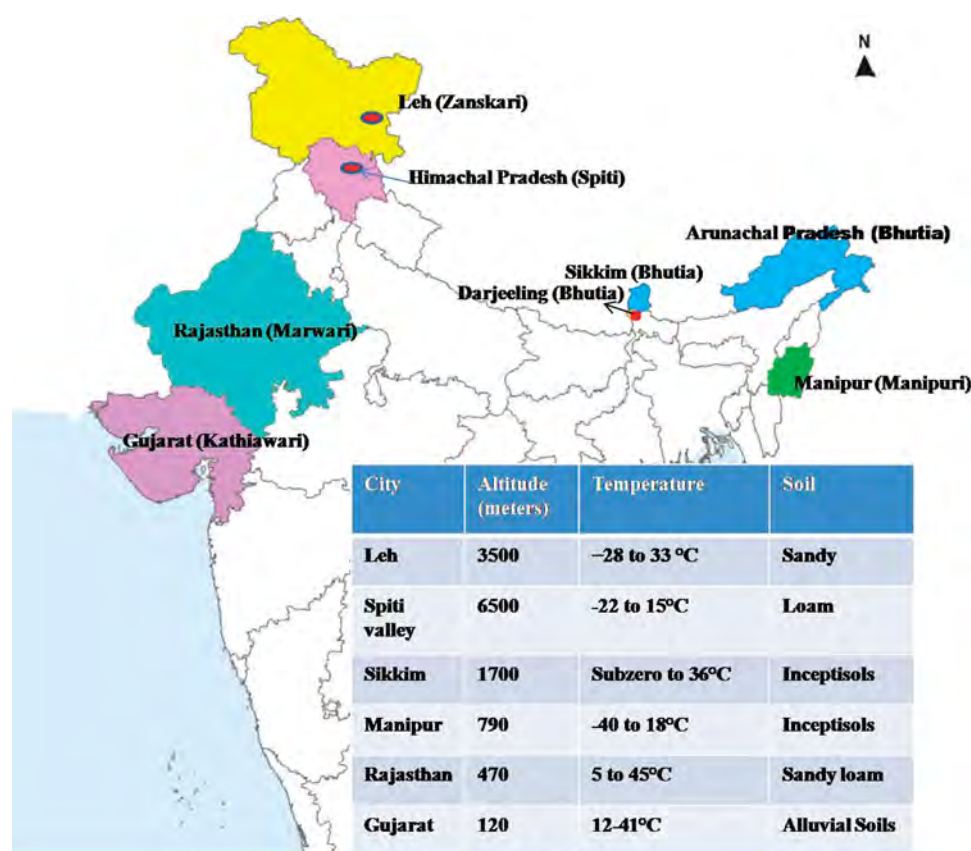 N
Leh (Zanskari)
Himachal Pradesh (Spiti)
Arunachal Pradesh (Bhutia)
Sikkim (Bhutia)
Darjeeling (Bhutia)
Rajasthan (Marwari)
Manipur (Manipuri)
Gujarat (Kathiawari)
City Altitude (meters) Temperature Soil
Leh 3500 −28 to 33 °C Sandy
Spiti valley 6500 -22 to 15°C Loam
Sikkim 1700 Subzero to 36°C Inceptisols
Manipur 790 -40 to 18°C Inceptisols
Rajasthan 470 5 to 45°C Sandy loam
Gujarat 120 12-41°C Alluvial Soils